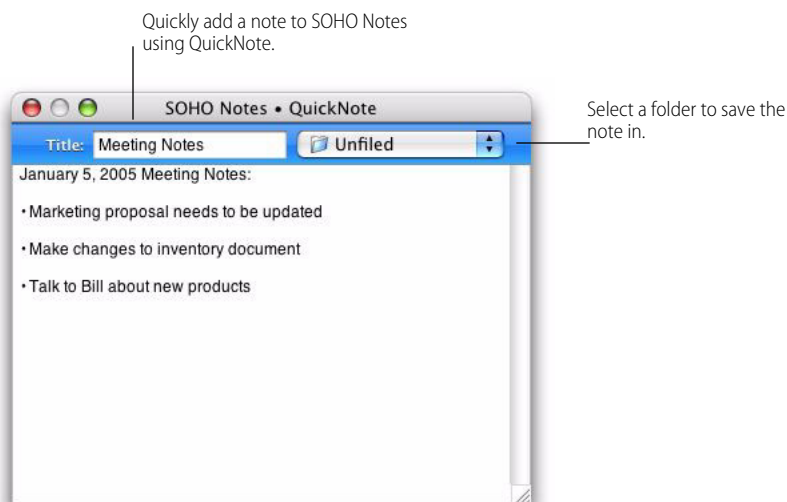 Quickly add a note to SOHO Notes
using QuickNote.
SOHO Notes • QuickNote
Select a folder to save the
note in.
Title: Meeting Notes Unfiled
January 5, 2005 Meeting Notes:
• Marketing proposal needs to be updated
• Make changes to inventory document
• Talk to Bill about new products